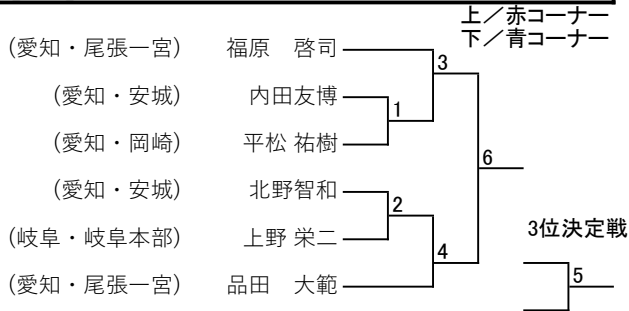 上／赤コーナー
下／青コーナー
(愛知・尾張一宮) 福原　啓司
3
(愛知・安城) 内田友博
1
(愛知・岡崎) 平松 祐樹
6
(愛知・安城) 北野智和
2
(岐阜・岐阜本部) 上野 栄二
3位決定戦
4
(愛知・尾張一宮) 品田　大範
5